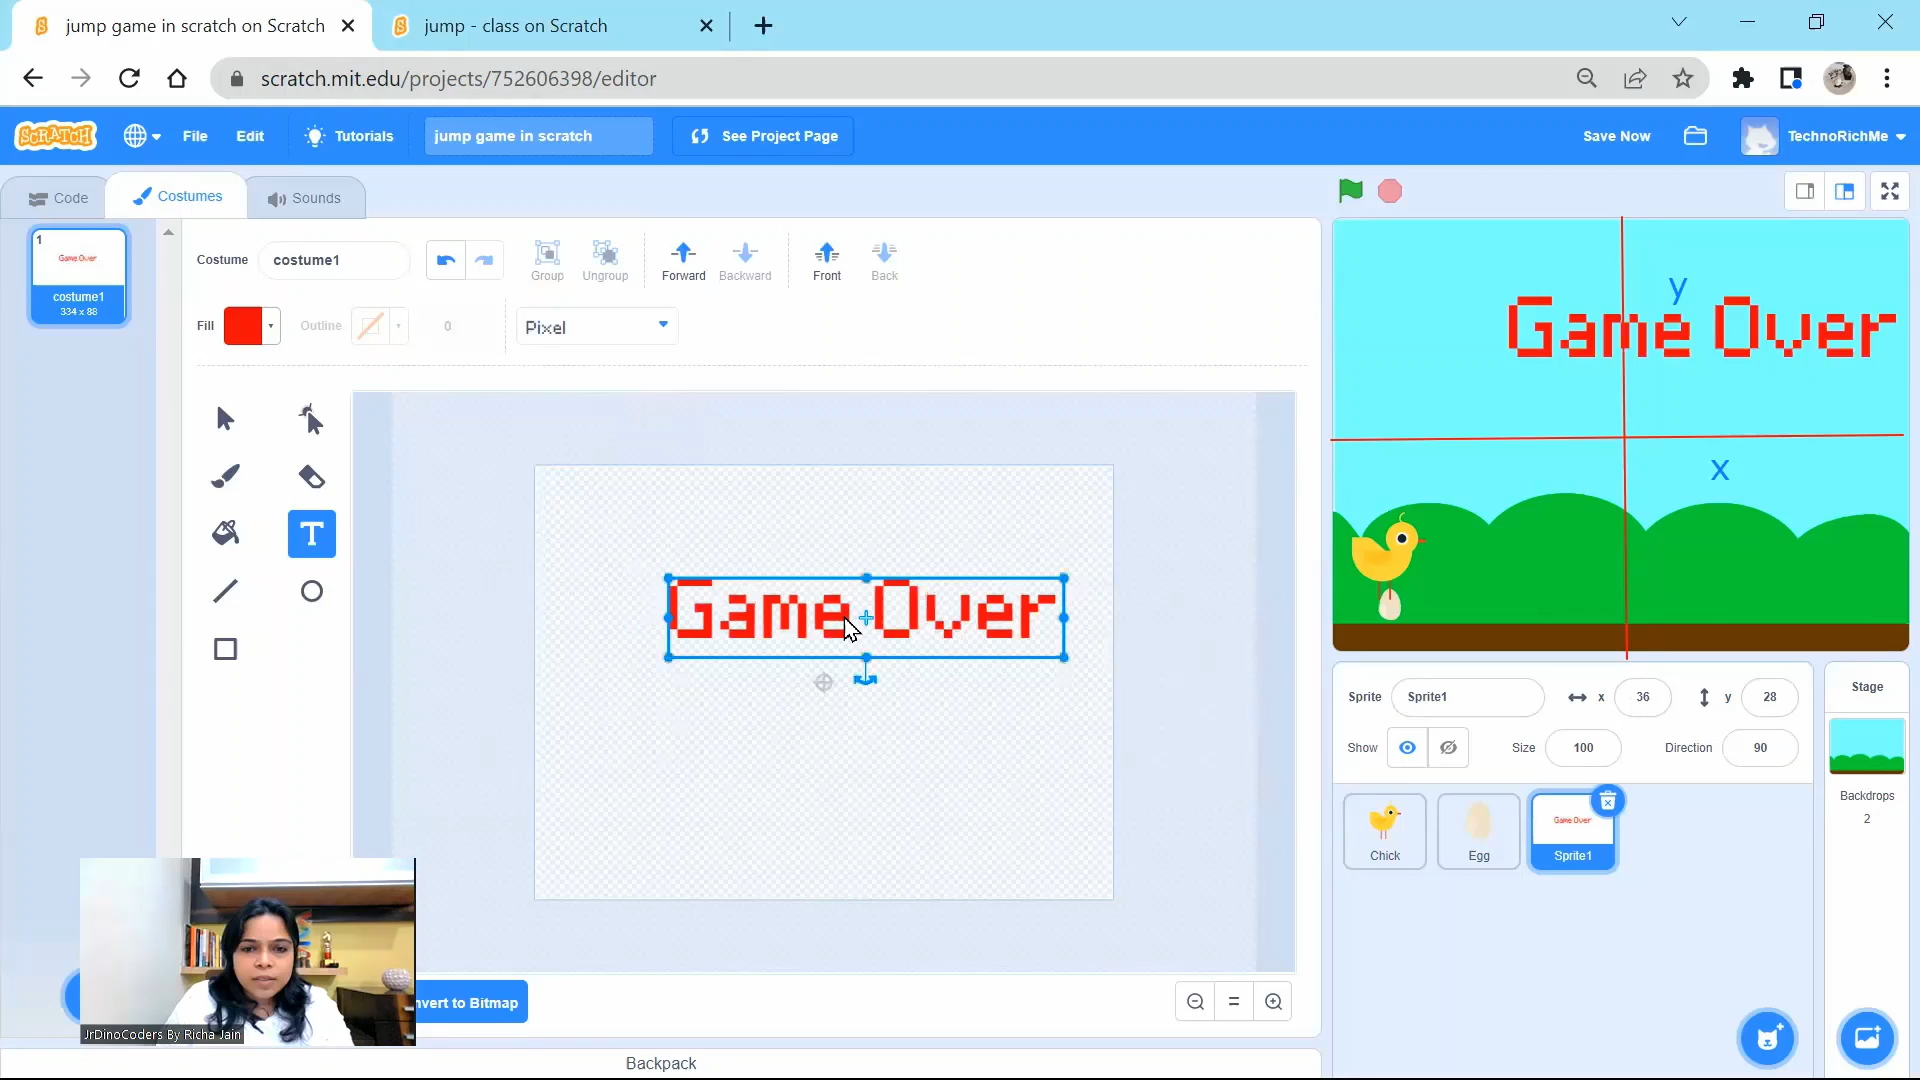 jump game in scratch on Scratch
jump - class on Scratch
scratch.mit.edu/projects/752606398/editor
SCRATCH
File
Edit
Tutorials
jump game in scratch
See Project Page
Save Now
TechnoRichMe
Code
Costumes
Sounds
1
Game Over
costume1
334 x 88
Costume
costume1
Group
Ungroup
Forward
Backward
Front
Back
Fill
Outline
0
Pixel
T
Game Over
nvert to Bitmap
Backpack
JrDinoCoders By Richa Jain
y
Game Over
x
Sprite
Sprite1
x
36
y
28
Show
Size
100
Direction
90
Chick
Egg
Game Over
Sprite1
Stage
Backdrops
2